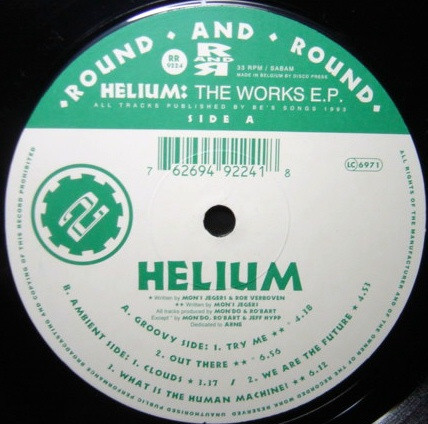 • ROUND • AND • ROUND •
RR
922-4
R
AND
R
33 RPM / SABAM
MADE IN BELGIUM BY DISCO PRESS
HELIUM: THE WORKS E.P.
ALL TRACKS PUBLISHED BY BE'S SONGS 1992
SIDE A
7 62694 92241 8
LC 6971
HELIUM
* Written by MON'I JEGERS & BOB VERBOVEN
** Written by MON'I JEGERS
All tracks produced by MON'DO & RO'BART
Except ° by MON'DO, RO'BART & JEFF HYPP
Dedicated to ARNE
A. GROOVY SIDE: 1. TRY ME **° 4.18
2. OUT THERE ** 6.56
B. AMBIENT SIDE: 1. CLOUDS * 3.17 / 2. WE ARE THE FUTURE * 4.53
3. WHAT IS THE HUMAN MACHINE! ** 6.12
ALL RIGHTS OF THE MANUFACTURER AND OF THE OWNER OF THE RECORDED WORK RESERVED UNAUTHORISED PUBLIC PERFORMANCE BROADCASTING AND COPYING OF THIS RECORD PROHIBITED